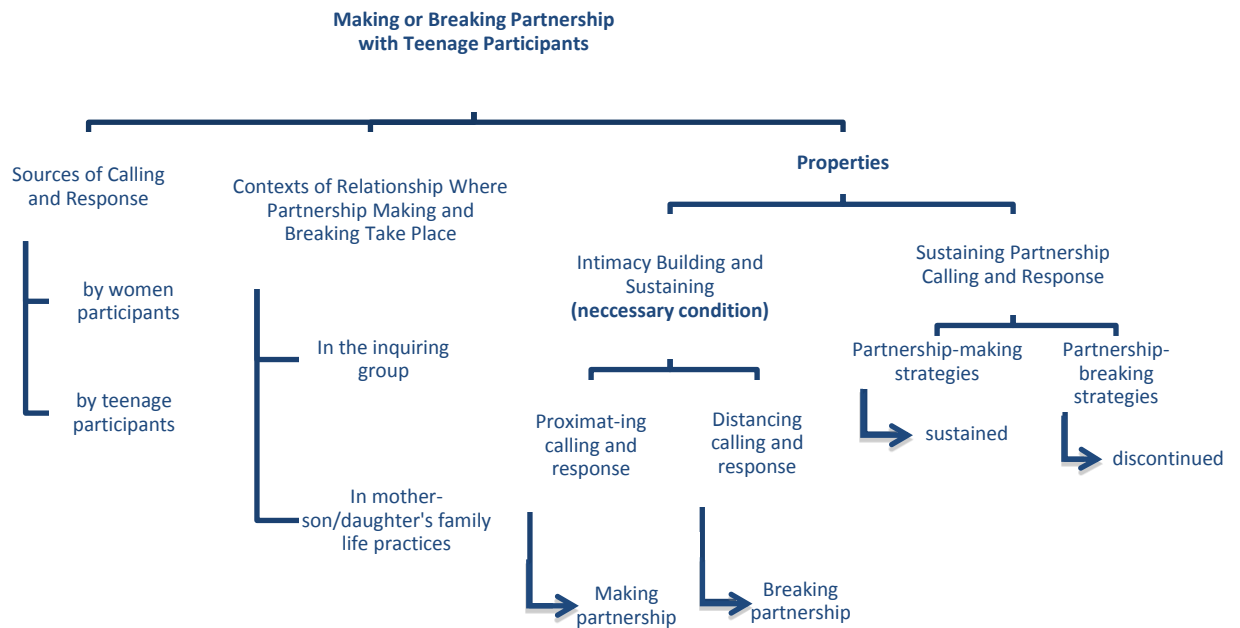 Making or Breaking Partnership
with Teenage Participants
Sources of Calling
and Response
by women
participants
by teenage
participants
Contexts of Relationship Where
Partnership Making and
Breaking Take Place
In the inquiring
group
In mother-
son/daughter's family
life practices
Properties
Intimacy Building and
Sustaining
(neccessary condition)
Proximat-ing
calling and
response
Making
partnership
Distancing
calling and
response
Breaking
partnership
Sustaining Partnership
Calling and Response
Partnership-making
strategies
sustained
Partnership-
breaking
strategies
discontinued